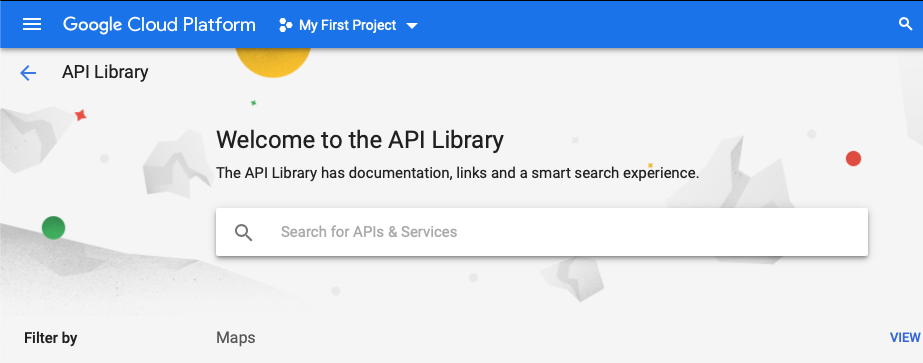 Google Cloud Platform My First Project
API Library
Welcome to the API Library
The API Library has documentation, links and a smart search experience.
Search for APIs & Services
Filter by Maps VIEW